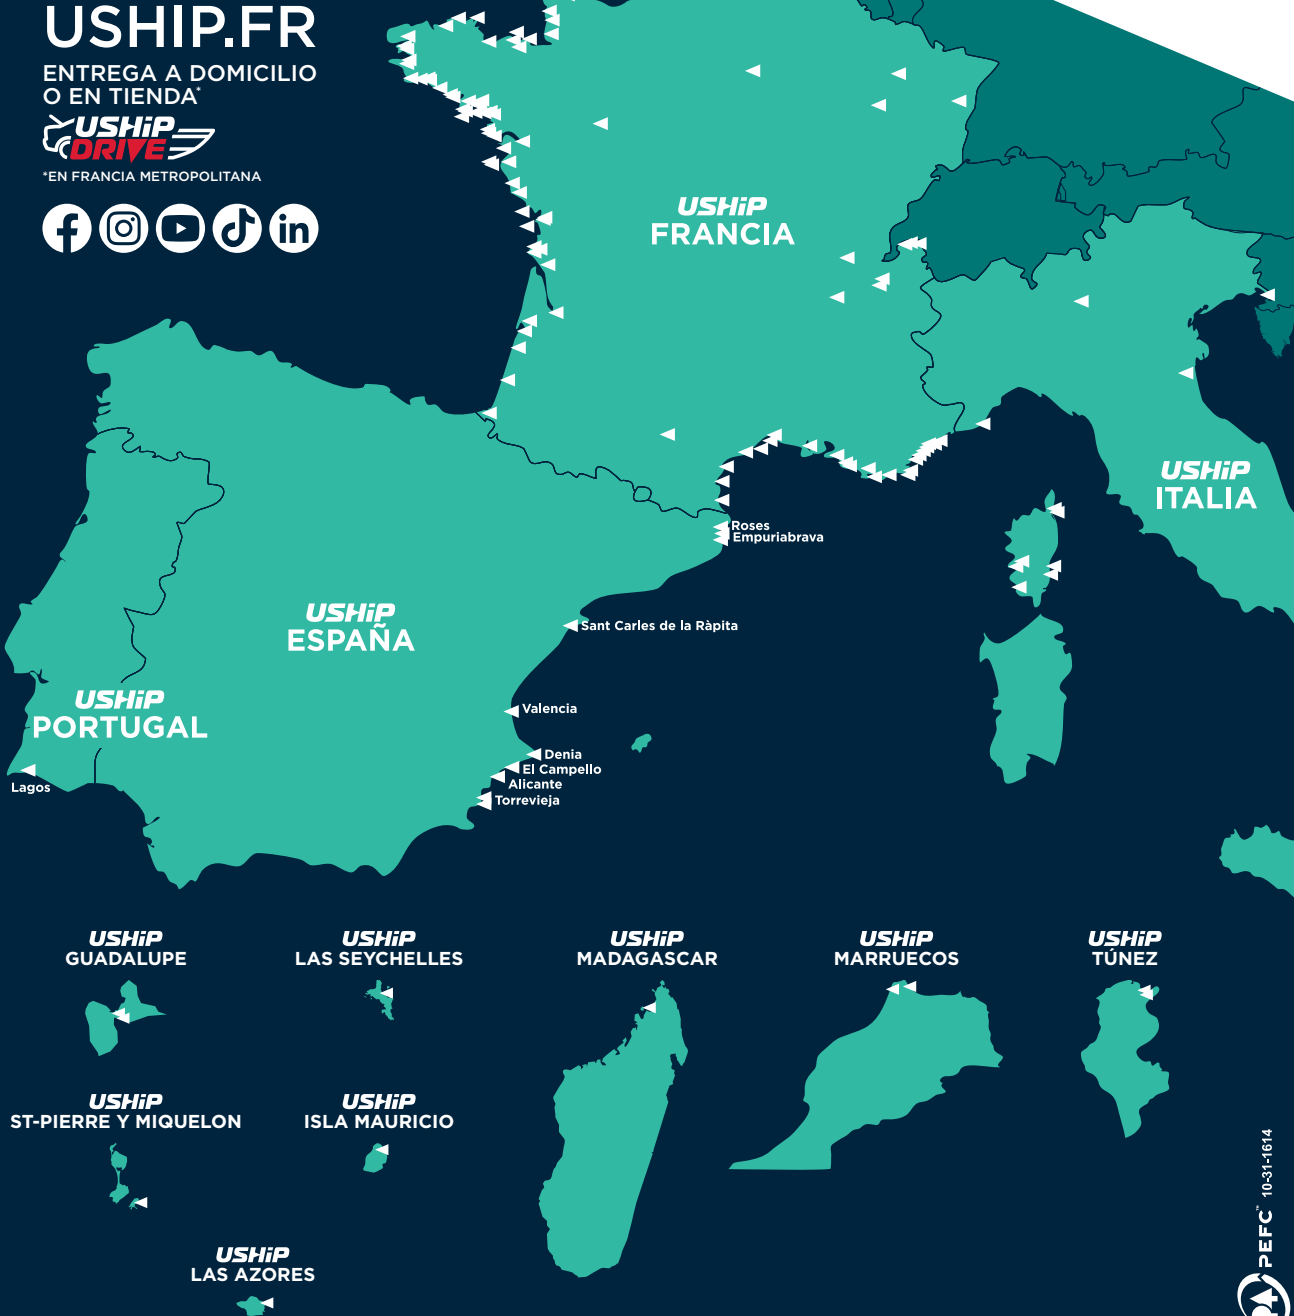 USHIP.FR
ENTREGA A DOMICILIO
O EN TIENDA*
USHiP
DRIVE
*EN FRANCIA METROPOLITANA
USHiP
FRANCIA
USHiP
ITALIA
Roses
Empuriabrava
USHiP
ESPAÑA
Sant Carles de la Ràpita
USHiP
PORTUGAL
Valencia
Denia
El Campello
Alicante
Torrevieja
Lagos
USHiP
GUADALUPE
USHiP
LAS SEYCHELLES
USHiP
MADAGASCAR
USHiP
MARRUECOS
USHiP
TÚNEZ
USHiP
ST-PIERRE Y MIQUELON
USHiP
ISLA MAURICIO
USHiP
LAS AZORES
PEFC™ 10-31-1614